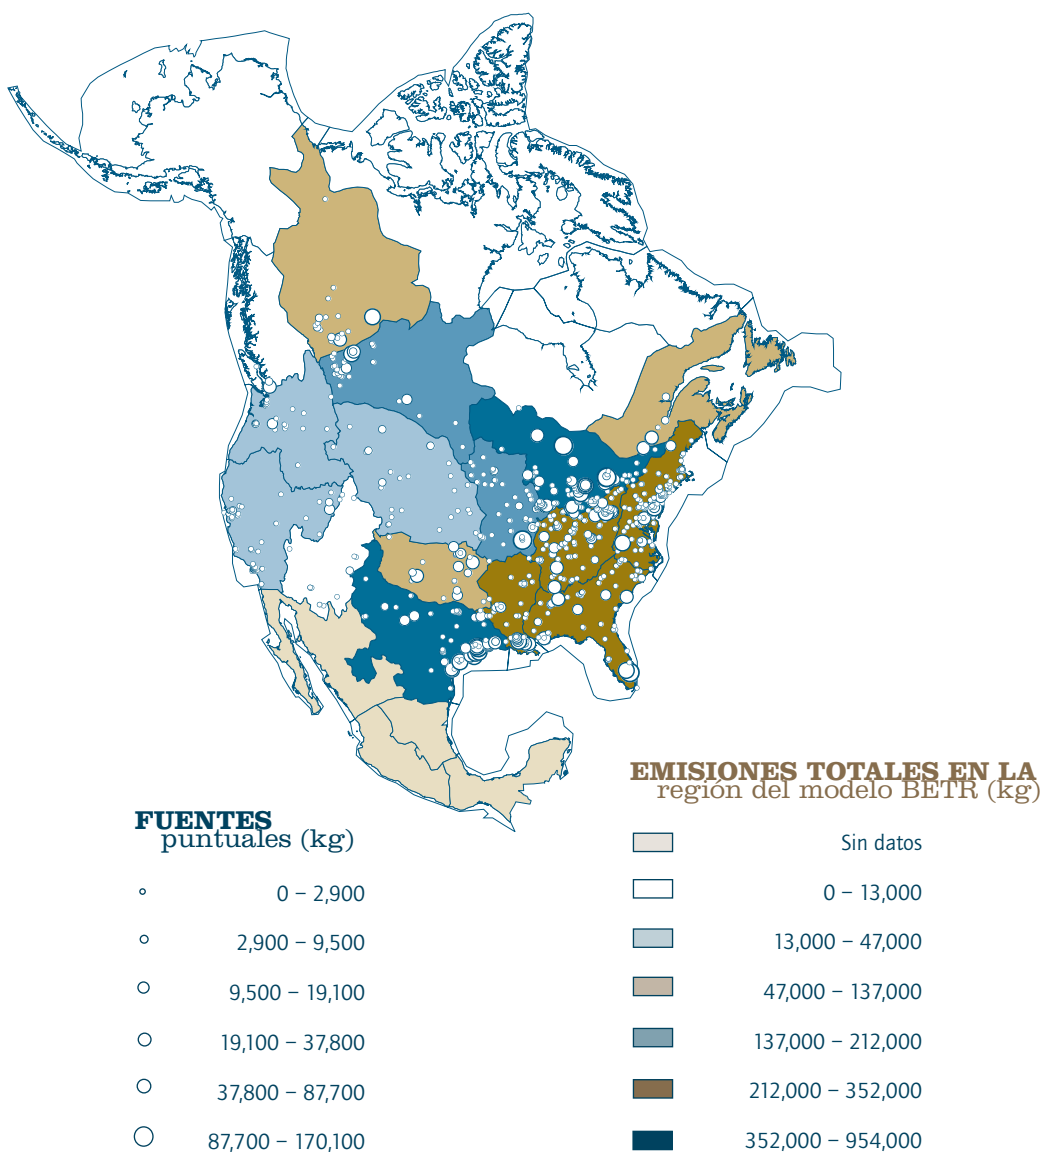 EMISIONES TOTALES EN LA
región del modelo BETR (kg)
Sin datos
0 – 13,000
13,000 – 47,000
47,000 – 137,000
137,000 – 212,000
212,000 – 352,000
352,000 – 954,000
FUENTES
puntuales (kg)
0 – 2,900
2,900 – 9,500
9,500 – 19,100
19,100 – 37,800
37,800 – 87,700
87,700 – 170,100